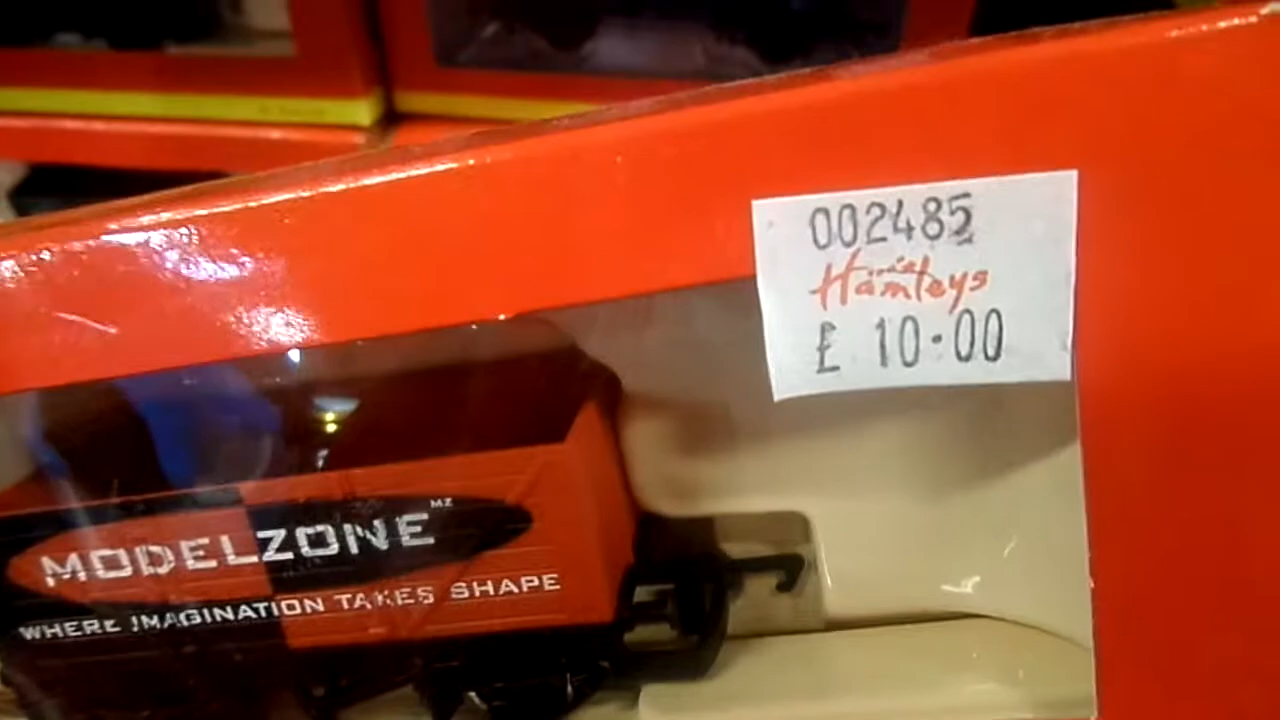 002485
Hamleys
£ 10·00
MODELZONE MZ
WHERE IMAGINATION TAKES SHAPE